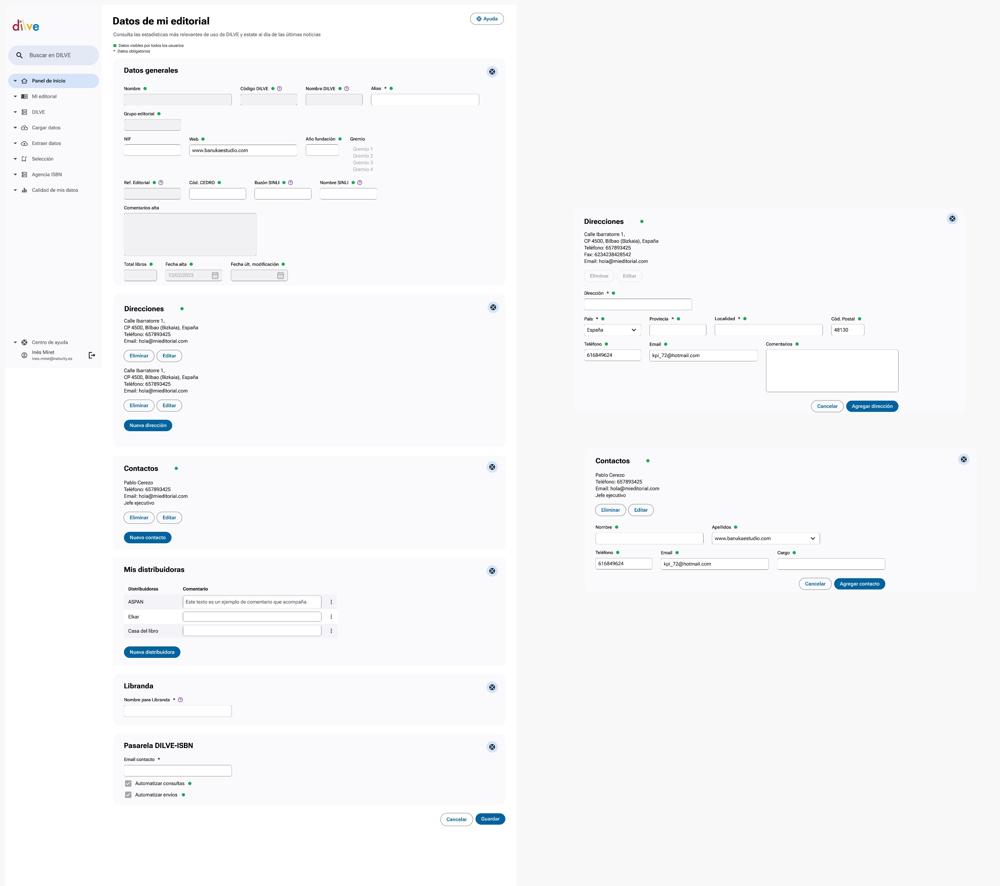 dilve
Buscar en DILVE
Panel de inicio
Mi editorial
DILVE
Cargar datos
Extraer datos
Selección
Agencia ISBN
Calidad de mis datos
Centro de ayuda
Inés Miret
ines.miret@neturity.es
Datos de mi editorial
Ayuda
Consulta las estadísticas más relevantes de uso de DILVE y estate al día de las últimas noticias
Datos visibles por todos los usuarios
* Datos obligatorios
Datos generales
Nombre Código DILVE Nombre DILVE Alias *
Grupo editorial
NIF Web Año fundación Gremio
www.banukaestudio.com
Gremio 1
Gremio 2
Gremio 3
Gremio 4
Ref. Editorial Cód. CEDRO Buzón SINLI Nombre SINLI
Comentarios alta
Total libros Fecha alta Fecha últ. modificación
12/02/2023
Direcciones
Calle Ibarratorre 1,
CP 4500, Bilbao (Bizkaia), España
Teléfono: 657893425
Email: hola@mieditorial.com
Eliminar Editar
Calle Ibarratorre 1,
CP 4500, Bilbao (Bizkaia), España
Teléfono: 657893425
Email: hola@mieditorial.com
Eliminar Editar
Nueva dirección
Contactos
Pablo Cerezo
Teléfono: 657893425
Email: hola@mieditorial.com
Jefe ejecutivo
Eliminar Editar
Nuevo contacto
Mis distribuidoras
Distribuidoras Comentario
ASPAN Este texto es un ejemplo de comentario que acompaña.
Elkar
Casa del libro
Nueva distribuidora
Libranda
Nombre para Libranda *
Pasarela DILVE-ISBN
Email contacto *
Automatizar consultas
Automatizar envíos
Cancelar Guardar
Direcciones
Calle Ibarratorre 1,
CP 4500, Bilbao (Bizkaia), España
Teléfono: 657893425
Fax: 6234238428542
Email: hola@mieditorial.com
Eliminar Editar
Dirección *
País * Provincia * Localidad * Cód. Postal
España 48130
Teléfono Email Comentarios
616849624 kpi_72@hotmail.com
Cancelar Agregar dirección
Contactos
Pablo Cerezo
Teléfono: 657893425
Email: hola@mieditorial.com
Jefe ejecutivo
Eliminar Editar
Nombre Apellidos
www.banukaestudio.com
Teléfono Email Cargo
616849624 kpi_72@hotmail.com
Cancelar Agregar contacto